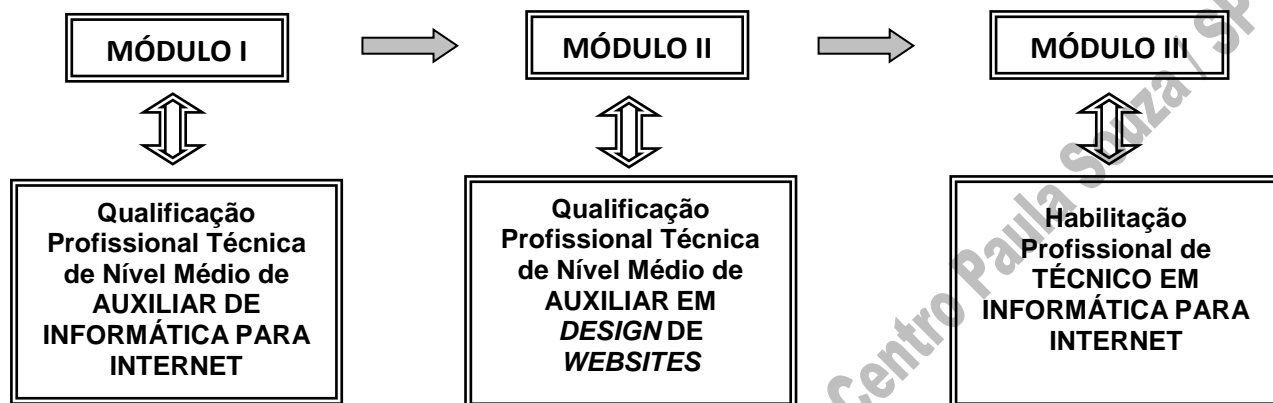 MÓDULO I
MÓDULO II
MÓDULO III
Qualificação
Profissional Técnica
de Nível Médio de
AUXILIAR DE
INFORMÁTICA PARA
INTERNET
Qualificação
Profissional Técnica
de Nível Médio de
AUXILIAR EM
DESIGN DE
WEBSITES
Habilitação
Profissional de
TÉCNICO EM
INFORMÁTICA PARA
INTERNET
Centro Paula Souza / SP